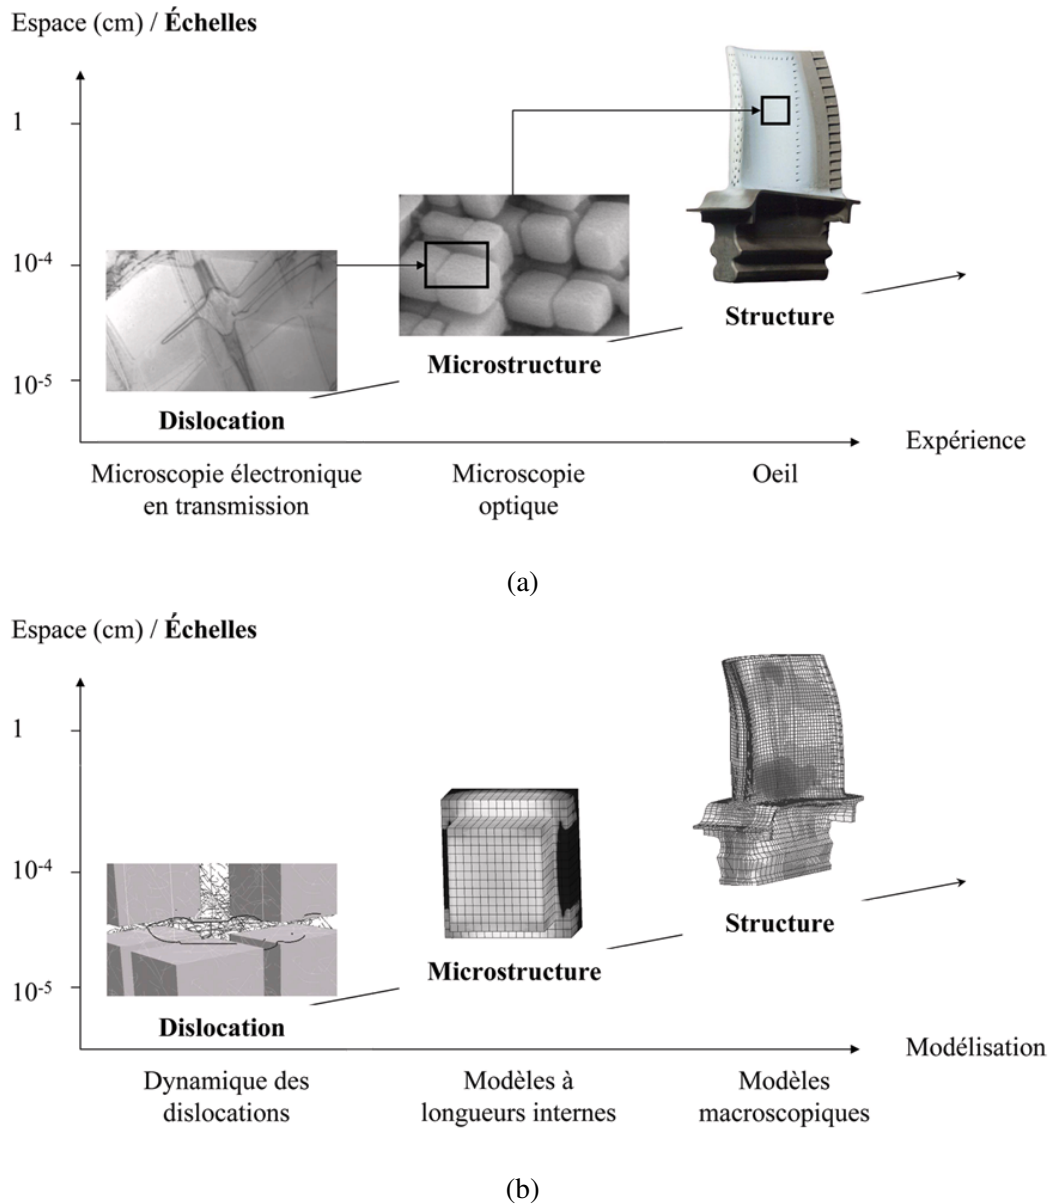 Espace (cm) / Échelles
1
10⁻⁴
10⁻⁵
Structure
Microstructure
Dislocation
Expérience
Microscopie électronique
en transmission
Microscopie
optique
Oeil
(a)
Espace (cm) / Échelles
1
10⁻⁴
10⁻⁵
Structure
Microstructure
Dislocation
Modélisation
Dynamique des
dislocations
Modèles à
longueurs internes
Modèles
macroscopiques
(b)